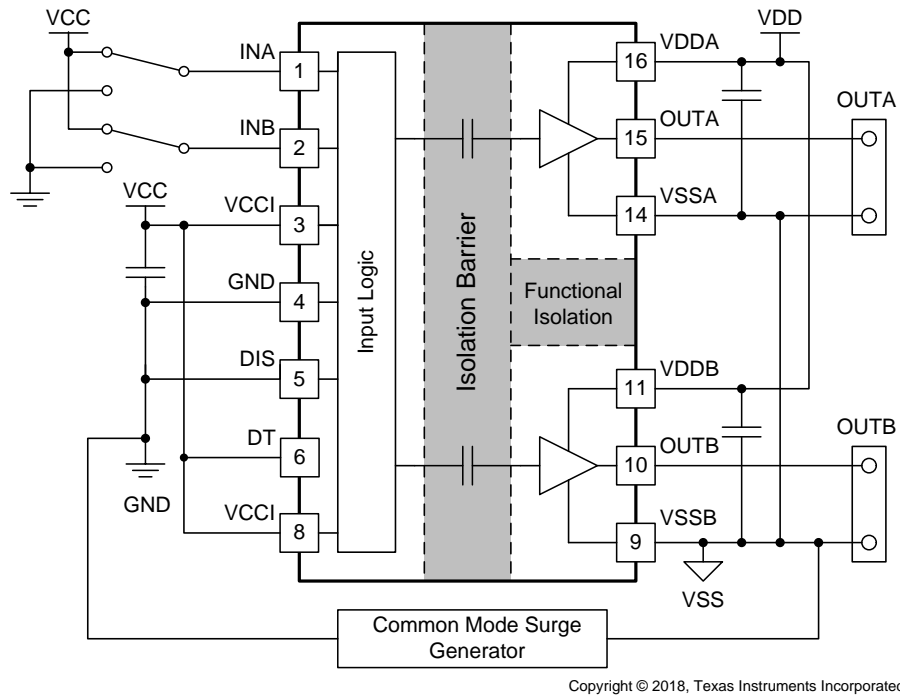 VCC
INA
1
INB
2
VCC
VCCI
3
GND
4
DIS
5
DT
6
GND
VCCI
8
Input Logic
Isolation Barrier
Functional
Isolation
VDDA
16
VDD
OUTA
15
OUTA
VSSA
14
VDDB
11
OUTB
10
OUTB
VSSB
9
VSS
Common Mode Surge
Generator
Copyright © 2018, Texas Instruments Incorporated